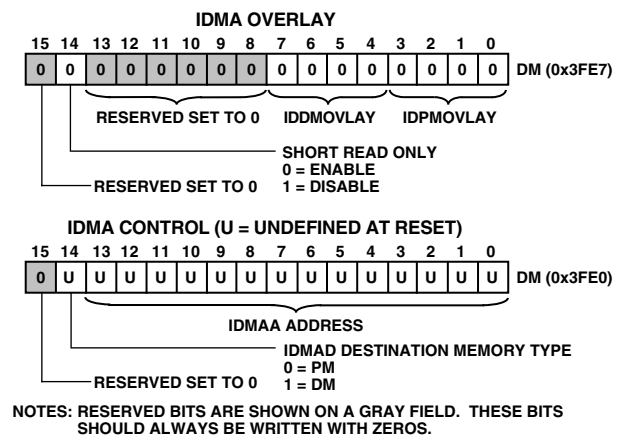 IDMA OVERLAY
15 14 13 12 11 10 9 8 7 6 5 4 3 2 1 0
0 0 0 0 0 0 0 0 0 0 0 0 0 0 0 0 DM (0x3FE7)
RESERVED SET TO 0 IDDMOVLAY IDPMOVLAY
SHORT READ ONLY
0 = ENABLE
RESERVED SET TO 0 1 = DISABLE
IDMA CONTROL (U = UNDEFINED AT RESET)
15 14 13 12 11 10 9 8 7 6 5 4 3 2 1 0
0 U U U U U U U U U U U U U U U DM (0x3FE0)
IDMAA ADDRESS
IDMAD DESTINATION MEMORY TYPE
0 = PM
RESERVED SET TO 0 1 = DM
NOTES: RESERVED BITS ARE SHOWN ON A GRAY FIELD. THESE BITS
SHOULD ALWAYS BE WRITTEN WITH ZEROS.